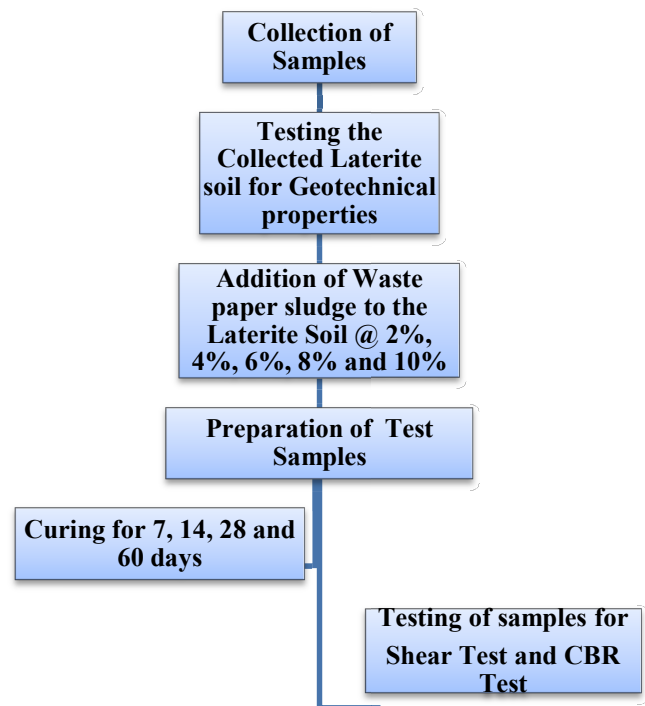 Collection of
Samples
Testing the
Collected Laterite
soil for Geotechnical
properties
Addition of Waste
paper sludge to the
Laterite Soil @ 2%,
4%, 6%, 8% and 10%
Preparation of Test
Samples
Curing for 7, 14, 28 and
60 days
Testing of samples for
Shear Test and CBR
Test